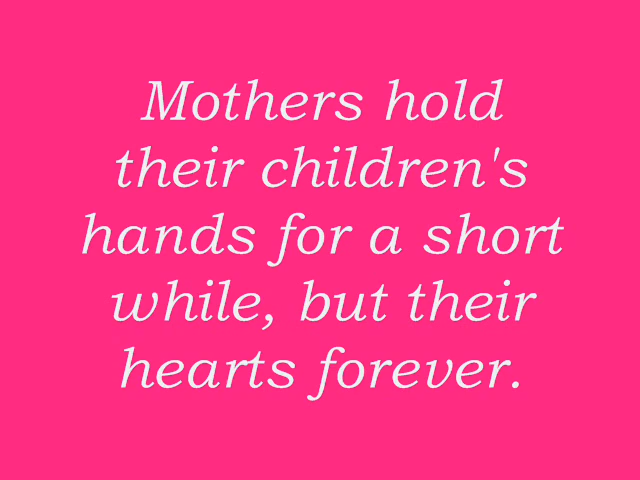 Mothers hold
their children's
hands for a short
while, but their
hearts forever.